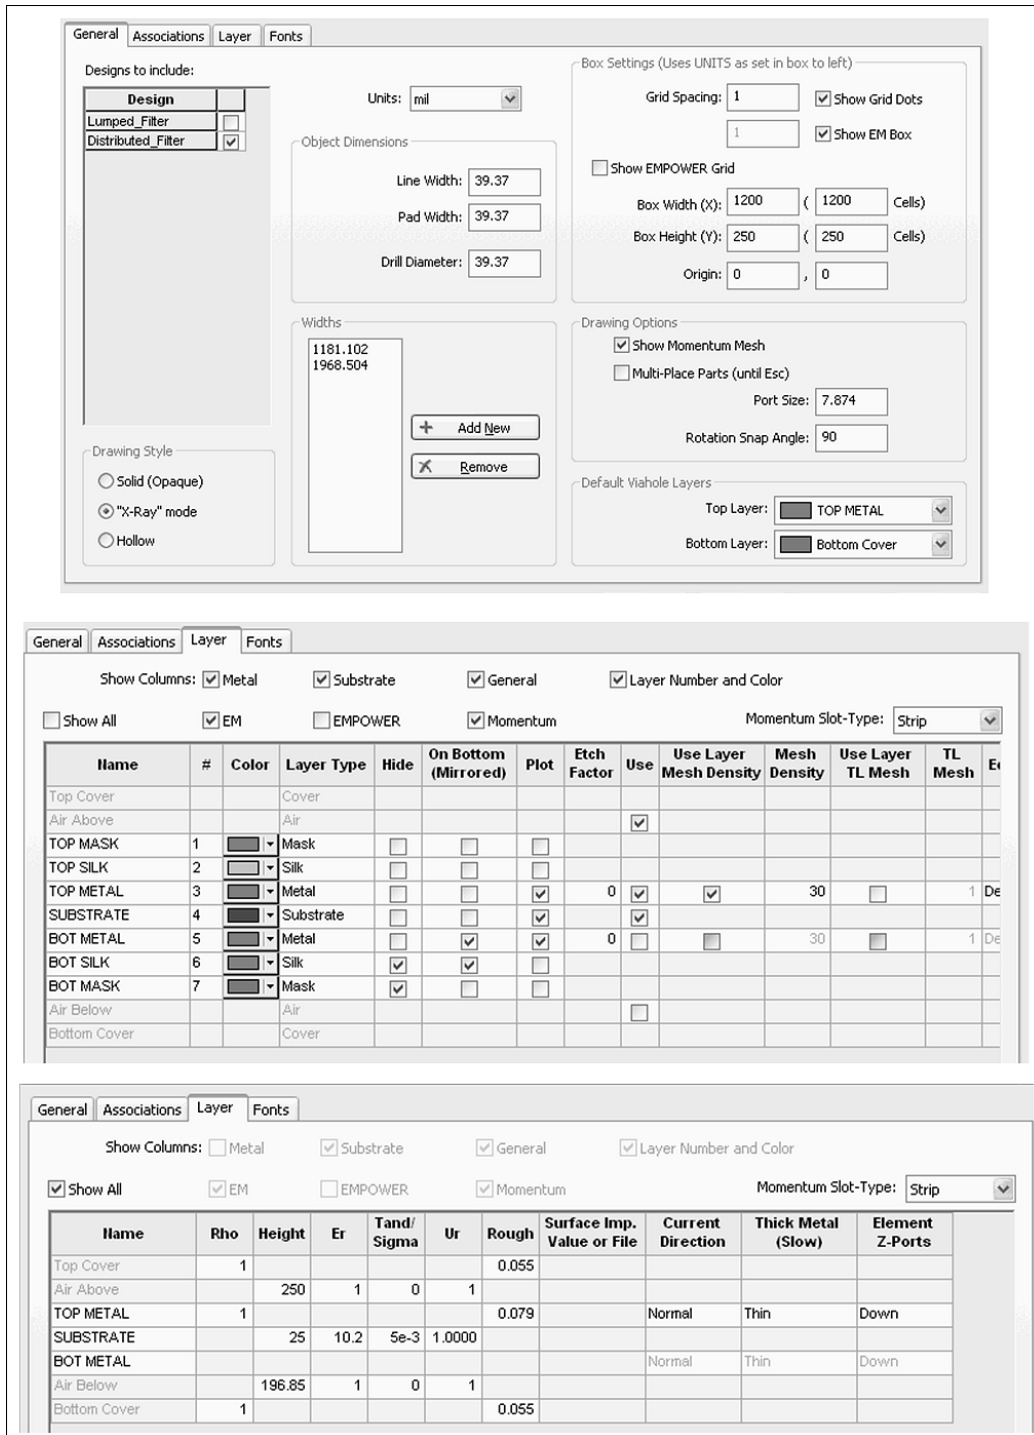 General Associations Layer Fonts
Designs to include:
Design
Lumped_Filter
Distributed_Filter
Units: mil
Object Dimensions
Line Width: 39.37
Pad Width: 39.37
Drill Diameter: 39.37
Box Settings (Uses UNITS as set in box to left)
Grid Spacing: 1 Show Grid Dots
1 Show EM Box
Show EMPOWER Grid
Box Width (X): 1200 ( 1200 Cells)
Box Height (Y): 250 ( 250 Cells)
Origin: 0 , 0
Widths
1181.102
1968.504
Add New
Remove
Drawing Options
Show Momentum Mesh
Multi-Place Parts (until Esc)
Port Size: 7.874
Rotation Snap Angle: 90
Drawing Style
Solid (Opaque)
"X-Ray" mode
Hollow
Default Viahole Layers
Top Layer: TOP METAL
Bottom Layer: Bottom Cover
General Associations Layer Fonts
Show Columns: Metal Substrate General Layer Number and Color
Show All EM EMPOWER Momentum Momentum Slot-Type: Strip
Name # Color Layer Type Hide On Bottom (Mirrored) Plot Etch Factor Use Use Layer Mesh Density Mesh Density Use Layer TL Mesh TL Mesh
Top Cover Cover
Air Above Air
TOP MASK 1 Mask
TOP SILK 2 Silk
TOP METAL 3 Metal 0 30 1 De
SUBSTRATE 4 Substrate
BOT METAL 5 Metal 0 30 1 De
BOT SILK 6 Silk
BOT MASK 7 Mask
Air Below Air
Bottom Cover Cover
General Associations Layer Fonts
Show Columns: Metal Substrate General Layer Number and Color
Show All EM EMPOWER Momentum Momentum Slot-Type: Strip
Name Rho Height Er Tand/ Sigma Ur Rough Surface Imp. Value or File Current Direction Thick Metal (Slow) Element Z-Ports
Top Cover 1 0.055
Air Above 250 1 0 1
TOP METAL 1 0.079 Normal Thin Down
SUBSTRATE 25 10.2 5e-3 1.0000
BOT METAL Normal Thin Down
Air Below 196.85 1 0 1
Bottom Cover 1 0.055